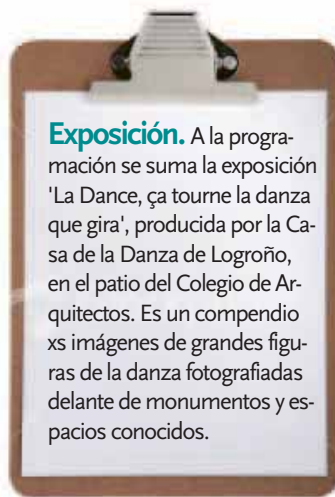 Exposición. A la progra-
mación se suma la exposición
'La Dance, ça tourne la danza
que gira', producida por la Ca-
sa de la Danza de Logroño,
en el patio del Colegio de Ar-
quitectos. Es un compendio
xs imágenes de grandes figu-
ras de la danza fotografiadas
delante de monumentos y es-
pacios conocidos.